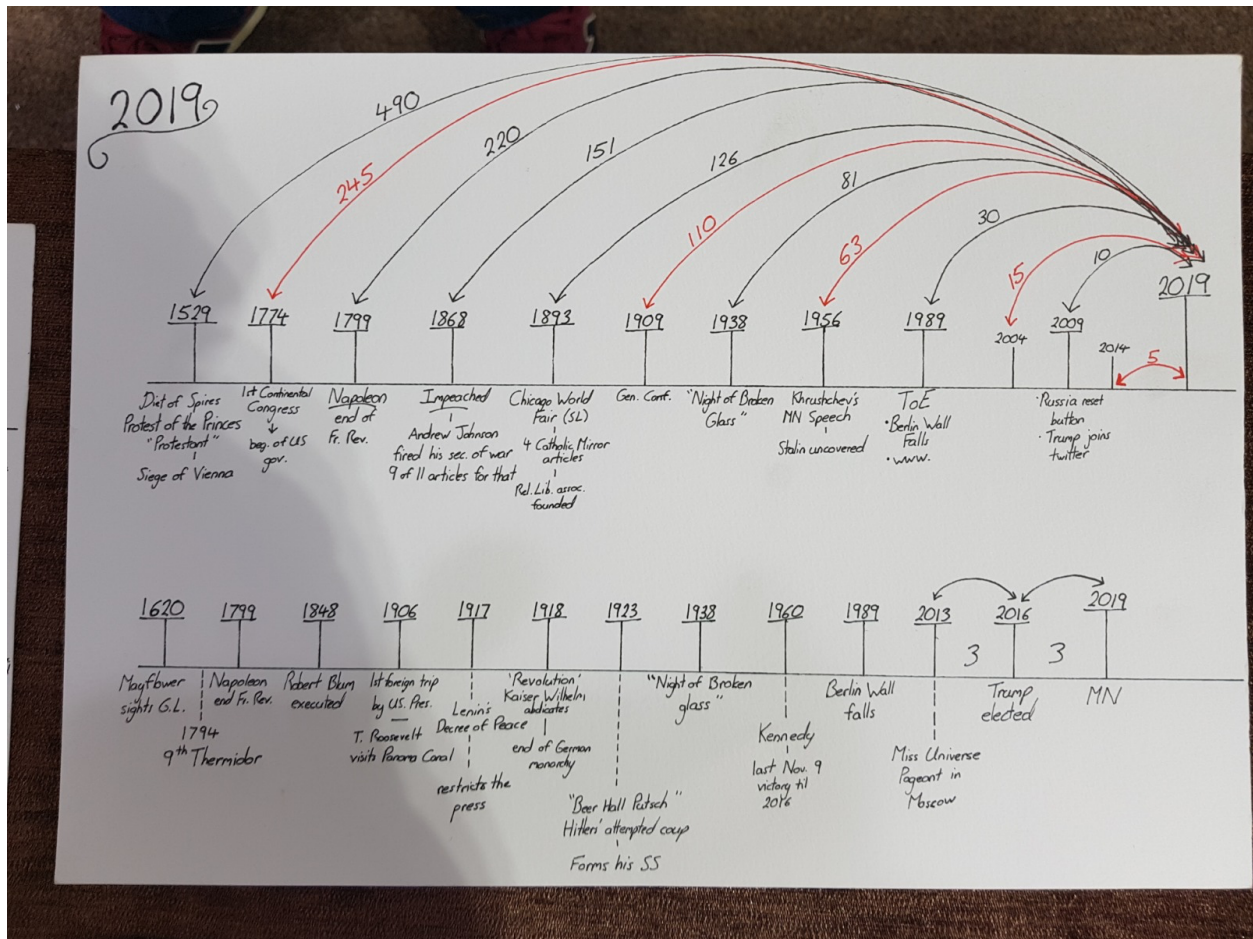 2019
490
245
220
151
126
110
81
63
30
15
10
5
1529
1774
1799
1868
1893
1909
1938
1956
1989
2004
2009
2014
2019
Diet of Spires
Protest of the Princes
"Protestant"
Siege of Vienna
1st Continental
Congress
beg. of US
gov.
Napoleon
end of
Fr. Rev.
Impeached
Andrew Johnson
fired his sec. of war
9 of 11 articles for that
Chicago World
Fair (SL)
4 Catholic Mirror
articles
Rel. Lib. assoc.
founded
Gen. Conf.
"Night of Broken
Glass"
Khrustchev's
MN Speech
Stalin uncovered
ToE
· Berlin Wall
Falls
· www.
· Russia reset
button
· Trump joins
twitter
1620
1799
1848
1906
1917
1918
1923
1938
1960
1989
2013
2016
2019
3
3
Mayflower
sights G.L.
1794
9th Thermidor
Napoleon
end Fr. Rev.
Robert Blum
executed
1st foreign trip
by U.S. Pres.
T. Roosevelt
visits Panama Canal
Lenin's
Decree of Peace
restricts the
press
'Revolution'
Kaiser Wilhelm
abdicates
end of German
monarchy
"Beer Hall Putsch"
Hitlers' attempted coup
Forms his SS
"Night of Broken
glass"
Kennedy
last Nov. 9
victory til
2016
Berlin Wall
falls
Miss Universe
Pageant in
Moscow
Trump
elected
MN